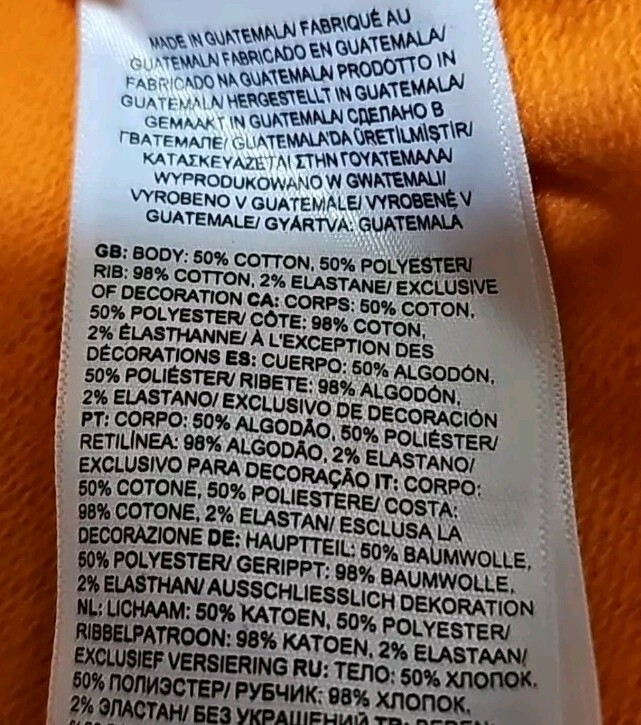 MADE IN GUATEMALA/ FABRIQUÉ AU
GUATEMALA/ FABRICADO EN GUATEMALA/
FABRICADO NA GUATEMALA/ PRODOTTO IN
GUATEMALA/ HERGESTELLT IN GUATEMALA/
GEMAAKT IN GUATEMALA/ СДЕЛАНО В
ГВАТЕМАЛЕ/ GUATEMALA'DA ÜRETİLMİŞTİR/
ΚΑΤΑΣΚΕΥΑΖΕΤΑΙ ΣΤΗΝ ΓΟΥΑΤΕΜΑΛΑ/
WYPRODUKOWANO W GWATEMALI/
VYROBENO V GUATEMALE/ VYROBENÉ V
GUATEMALE/ GYÁRTVA: GUATEMALA
GB: BODY: 50% COTTON, 50% POLYESTER/
RIB: 98% COTTON, 2% ELASTANE/ EXCLUSIVE
OF DECORATION CA: CORPS: 50% COTON,
50% POLYESTER/ CÔTE: 98% COTON,
2% ÉLASTHANNE/ À L'EXCEPTION DES
DÉCORATIONS ES: CUERPO: 50% ALGODÓN,
50% POLIÉSTER/ RIBETE: 98% ALGODÓN,
2% ELASTANO/ EXCLUSIVO DE DECORACIÓN
PT: CORPO: 50% ALGODÃO, 50% POLIÉSTER/
RETILÍNEA: 98% ALGODÃO, 2% ELASTANO/
EXCLUSIVO PARA DECORAÇÃO IT: CORPO:
50% COTONE, 50% POLIESTERE/ COSTA:
98% COTONE, 2% ELASTAN/ ESCLUSA LA
DECORAZIONE DE: HAUPTTEIL: 50% BAUMWOLLE,
50% POLYESTER/ GERIPPT: 98% BAUMWOLLE,
2% ELASTHAN/ AUSSCHLIESSLICH DEKORATION
NL: LICHAAM: 50% KATOEN, 50% POLYESTER/
RIBBELPATROON: 98% KATOEN, 2% ELASTAAN/
EXCLUSIEF VERSIERING RU: ТЕЛО: 50% ХЛОПОК,
50% ПОЛИЭСТЕР/ РУБЧИК: 98% ХЛОПОК,
2% ЭЛАСТАН/ БЕЗ УКРАШЕНИЙ